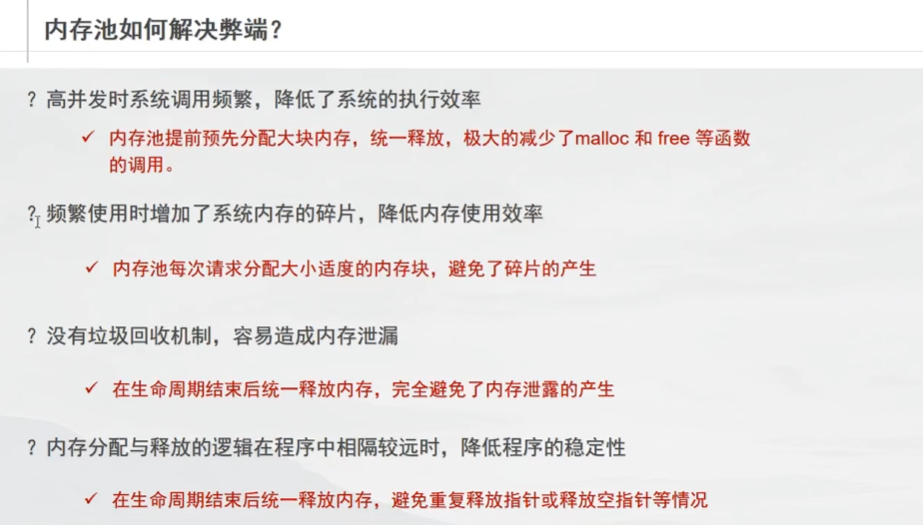 内存池如何解决弊端？
? 高并发时系统调用频繁，降低了系统的执行效率
✓ 内存池提前预先分配大块内存，统一释放，极大的减少了malloc 和 free 等函数
的调用。
? 频繁使用时增加了系统内存的碎片，降低内存使用效率
✓ 内存池每次请求分配大小适度的内存块，避免了碎片的产生
? 没有垃圾回收机制，容易造成内存泄漏
✓ 在生命周期结束后统一释放内存，完全避免了内存泄露的产生
? 内存分配与释放的逻辑在程序中相隔较远时，降低程序的稳定性
✓ 在生命周期结束后统一释放内存，避免重复释放指针或释放空指针等情况